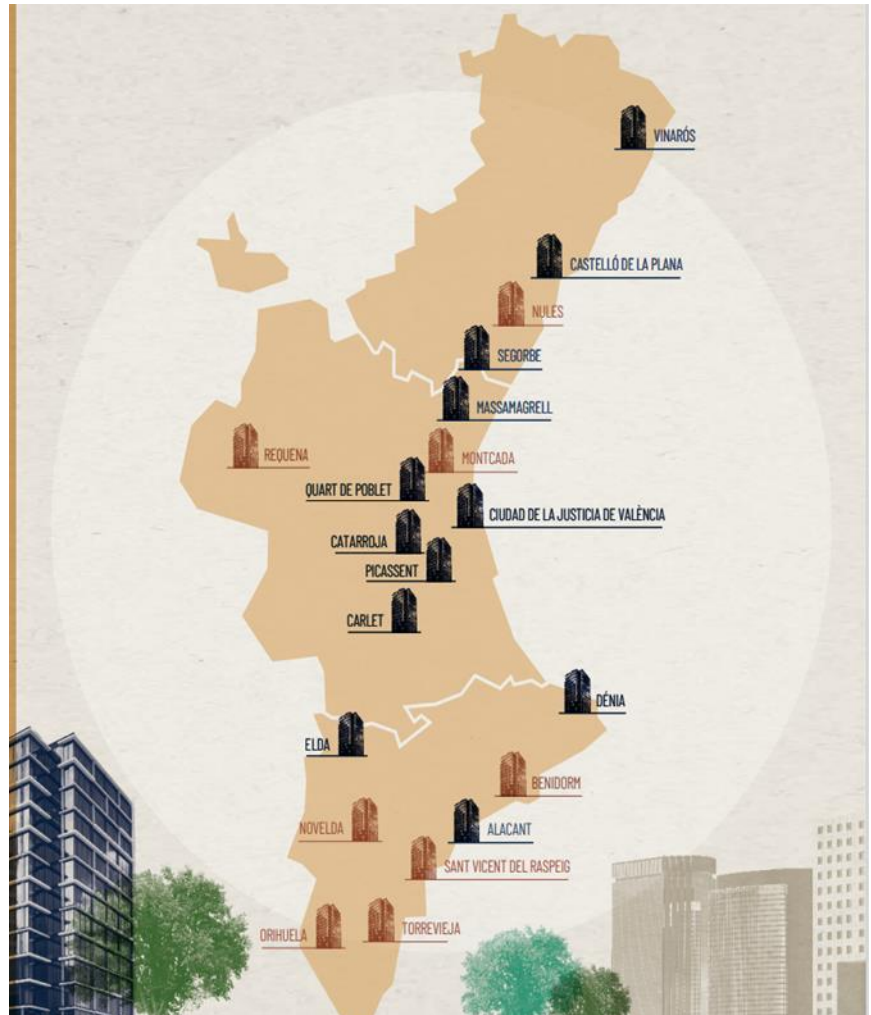 VINARÓS
CASTELLÓ DE LA PLANA
NULES
SEGORBE
MASSAMAGRELL
REQUENA
MONTCADA
QUART DE POBLET
CIUDAD DE LA JUSTICIA DE VALÈNCIA
CATARROJA
PICASSENT
CARLET
DÉNIA
ELDA
BENIDORM
NOVELDA
ALACANT
SANT VICENT DEL RASPEIG
ORIHUELA
TORREVIEJA